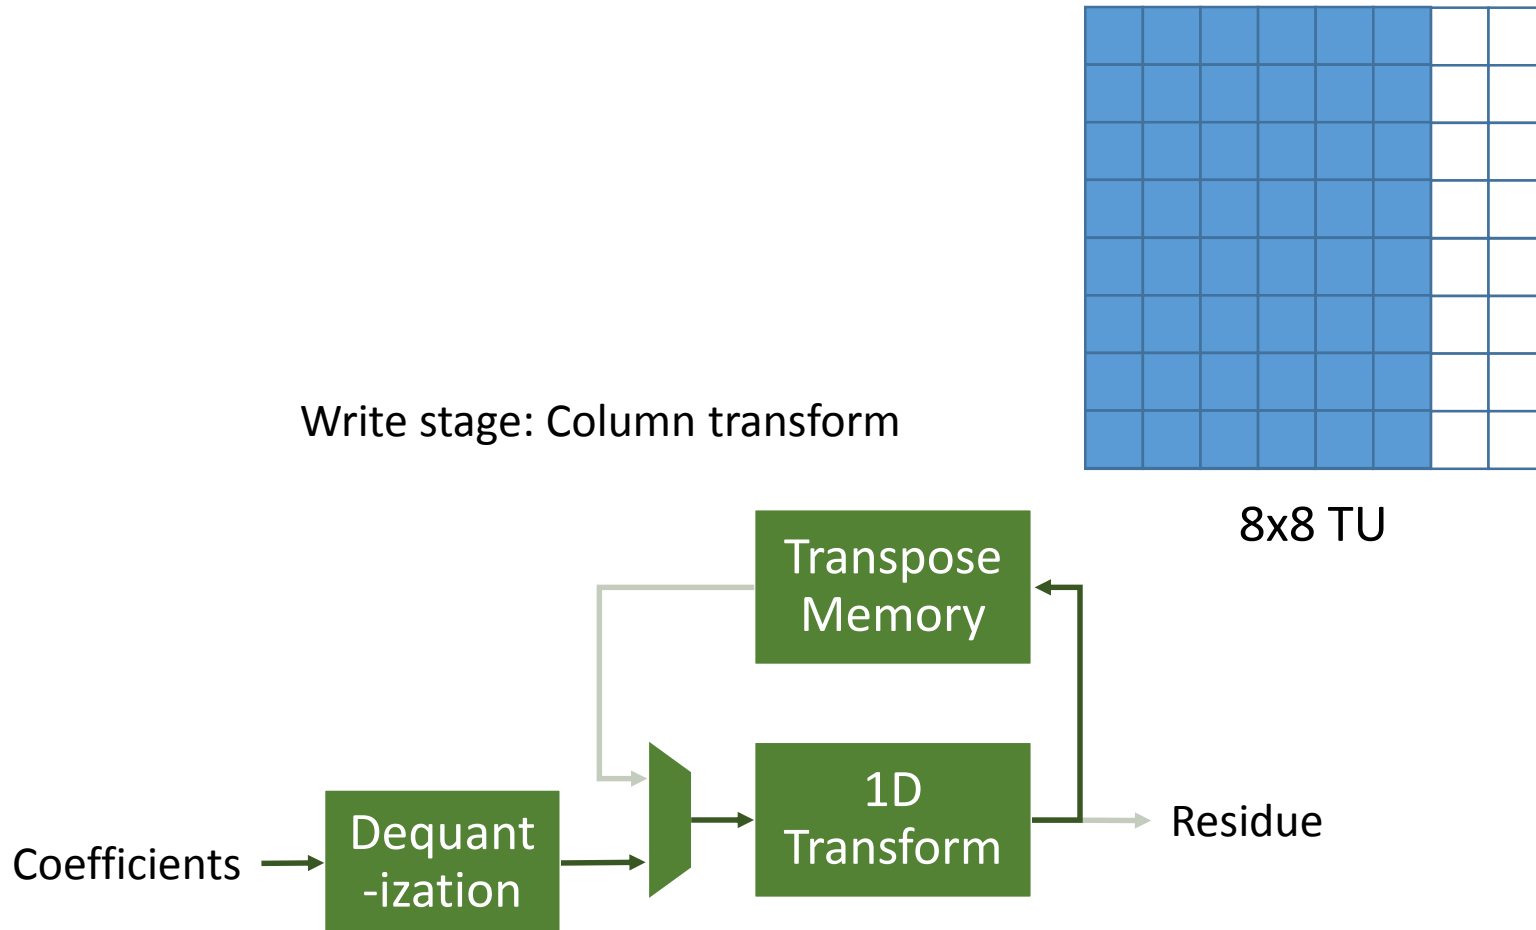 Write stage: Column transform
8x8 TU
Transpose
Memory
1D
Transform
Residue
Coefficients
Dequant
-ization